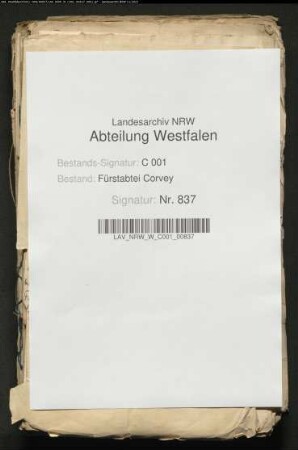 Landesarchiv NRW
Abteilung Westfalen
Bestands-Signatur: C 001
Bestand: Fürstabtei Corvey
Signatur: Nr. 837
LAV_NRW_W_C001_00837